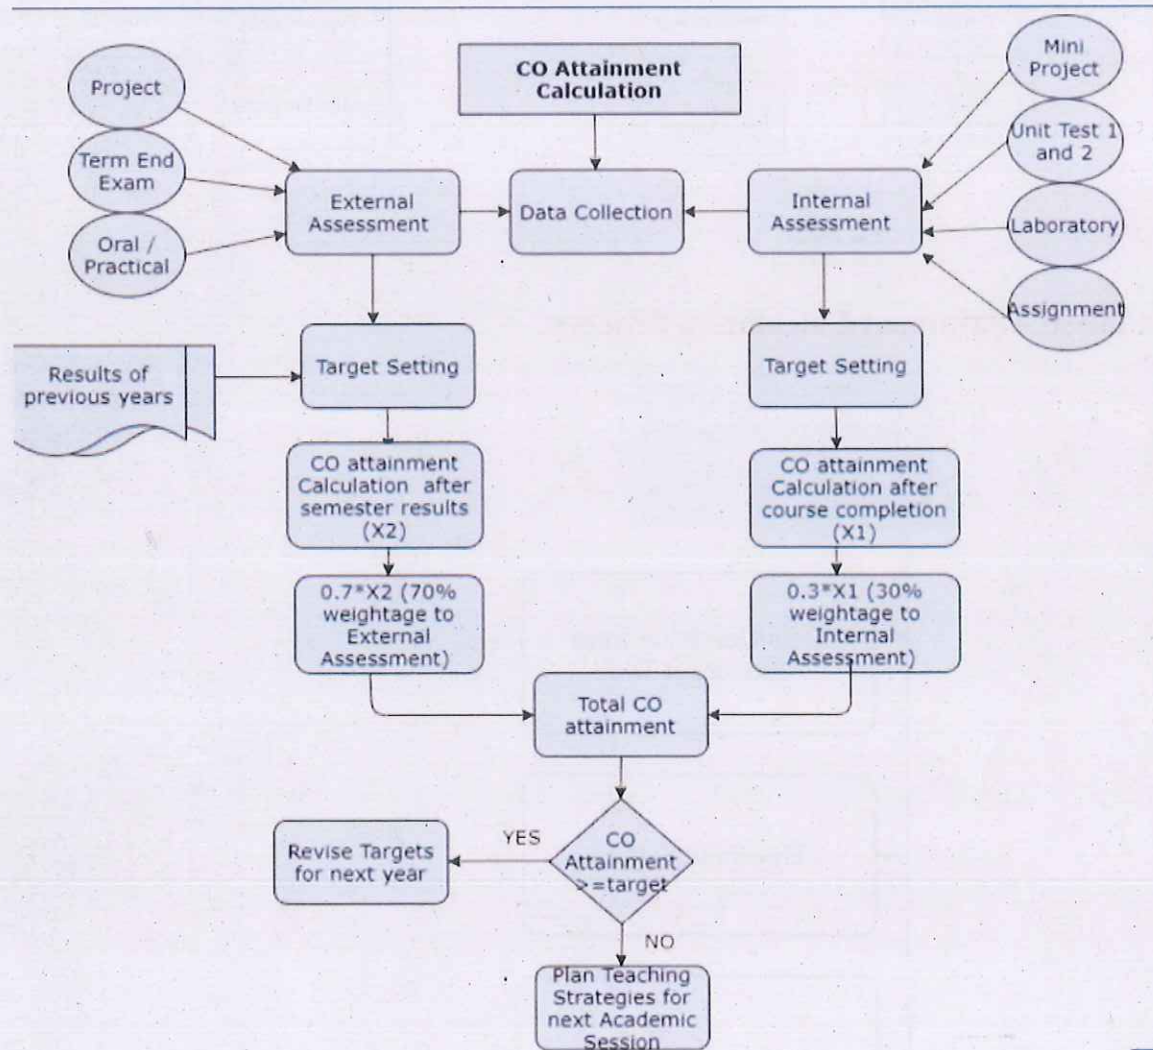 CO Attainment
Calculation
Project
Term End
Exam
Oral /
Practical
External
Assessment
Data Collection
Internal
Assessment
Mini
Project
Unit Test 1
and 2
Laboratory
Assignment
Results of
previous years
Target Setting
Target Setting
CO attainment
Calculation after
semester results
(X2)
CO attainment
Calculation after
course completion
(X1)
0.7*X2 (70%
weightage to
External
Assessment)
0.3*X1 (30%
weightage to
Internal
Assessment)
Total CO
attainment
CO
Attainment
>=target
YES
Revise Targets
for next year
NO
Plan Teaching
Strategies for
next Academic
Session